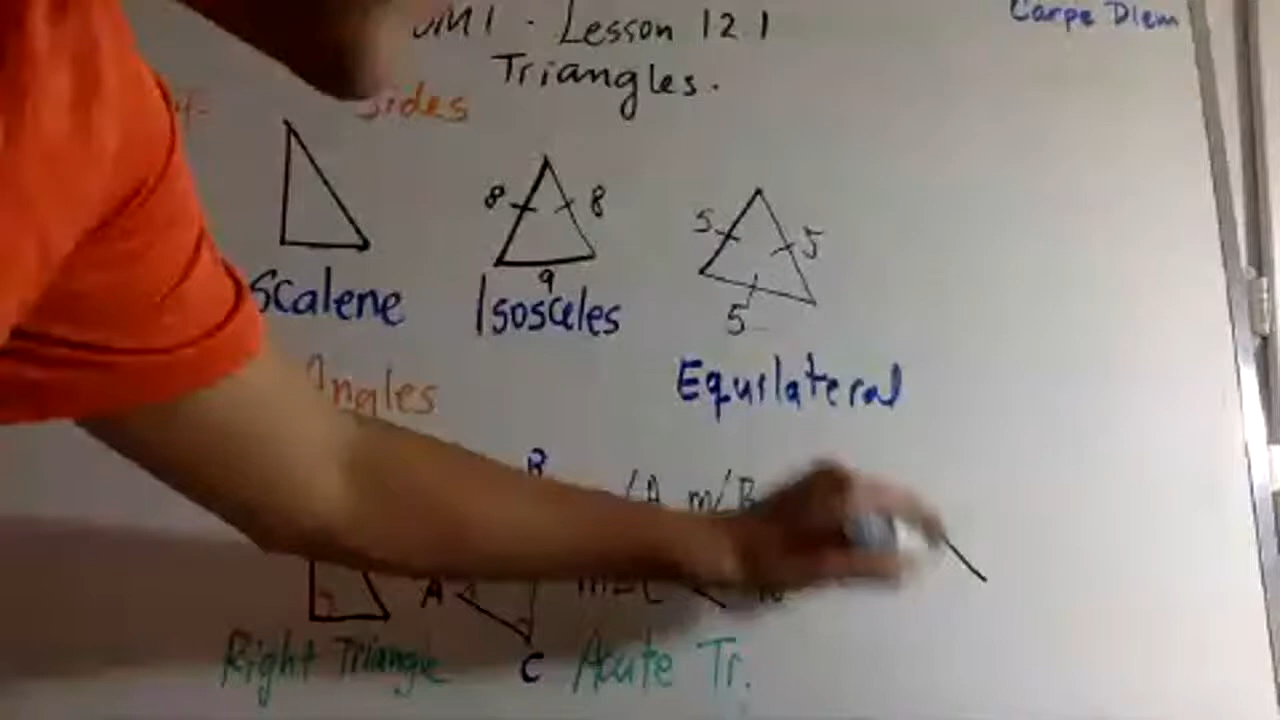 Carpe Diem
Lesson 12.1
Triangles.
Sides
8 8
9
5 5
5
Scalene Isosceles
Equilateral
Angles
B
A
Right Triangle C Acute Tr.